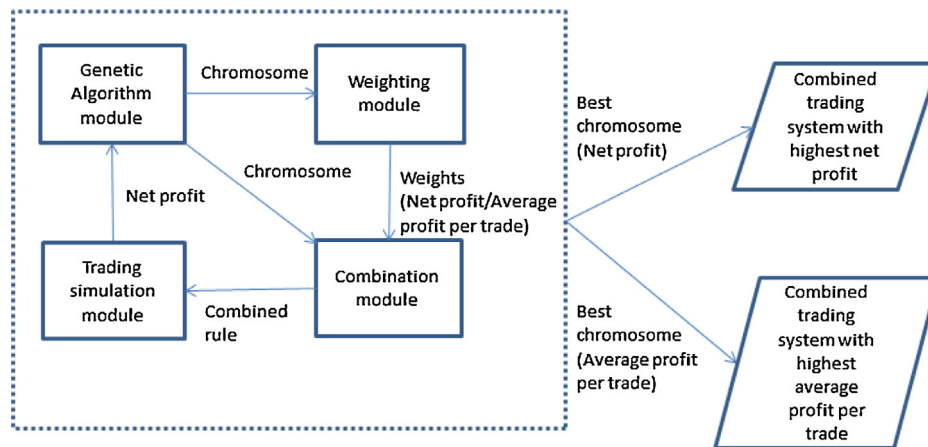 Genetic
Algorithm
module
Chromosome
Weighting
module
Chromosome
Weights
(Net profit/Average
profit per trade)
Net profit
Trading
simulation
module
Combined
rule
Combination
module
Best
chromosome
(Net profit)
Combined
trading
system with
highest net
profit
Best
chromosome
(Average profit
per trade)
Combined
trading
system with
highest
average
profit per
trade